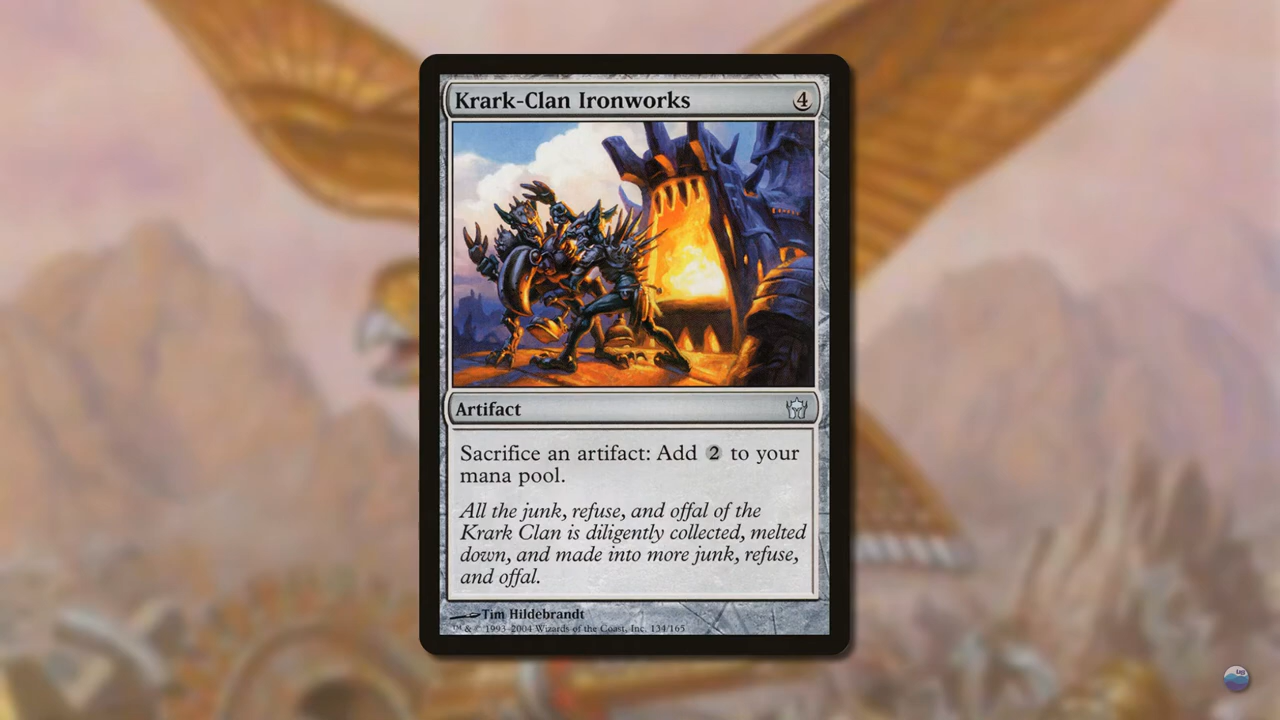 Krark-Clan Ironworks 4
Artifact
Sacrifice an artifact: Add 2 to your
mana pool.
All the junk, refuse, and offal of the
Krark Clan is diligently collected, melted
down, and made into more junk, refuse,
and offal.
Tim Hildebrandt
™ & © 1993–2004 Wizards of the Coast, Inc. 134/165